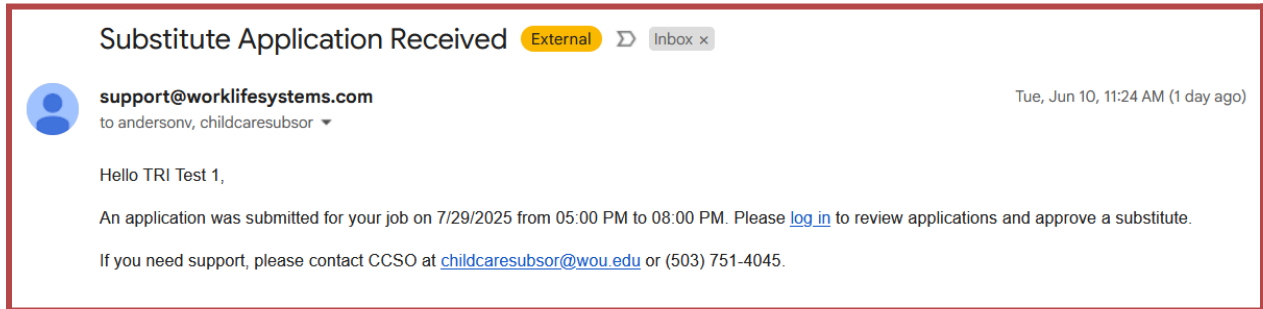 Substitute Application Received External Inbox ×
support@worklifesystems.com Tue, Jun 10, 11:24 AM (1 day ago)
to andersonv, childcaresubsor
Hello TRI Test 1,
An application was submitted for your job on 7/29/2025 from 05:00 PM to 08:00 PM. Please log in to review applications and approve a substitute.
If you need support, please contact CCSO at childcaresubsor@wou.edu or (503) 751-4045.